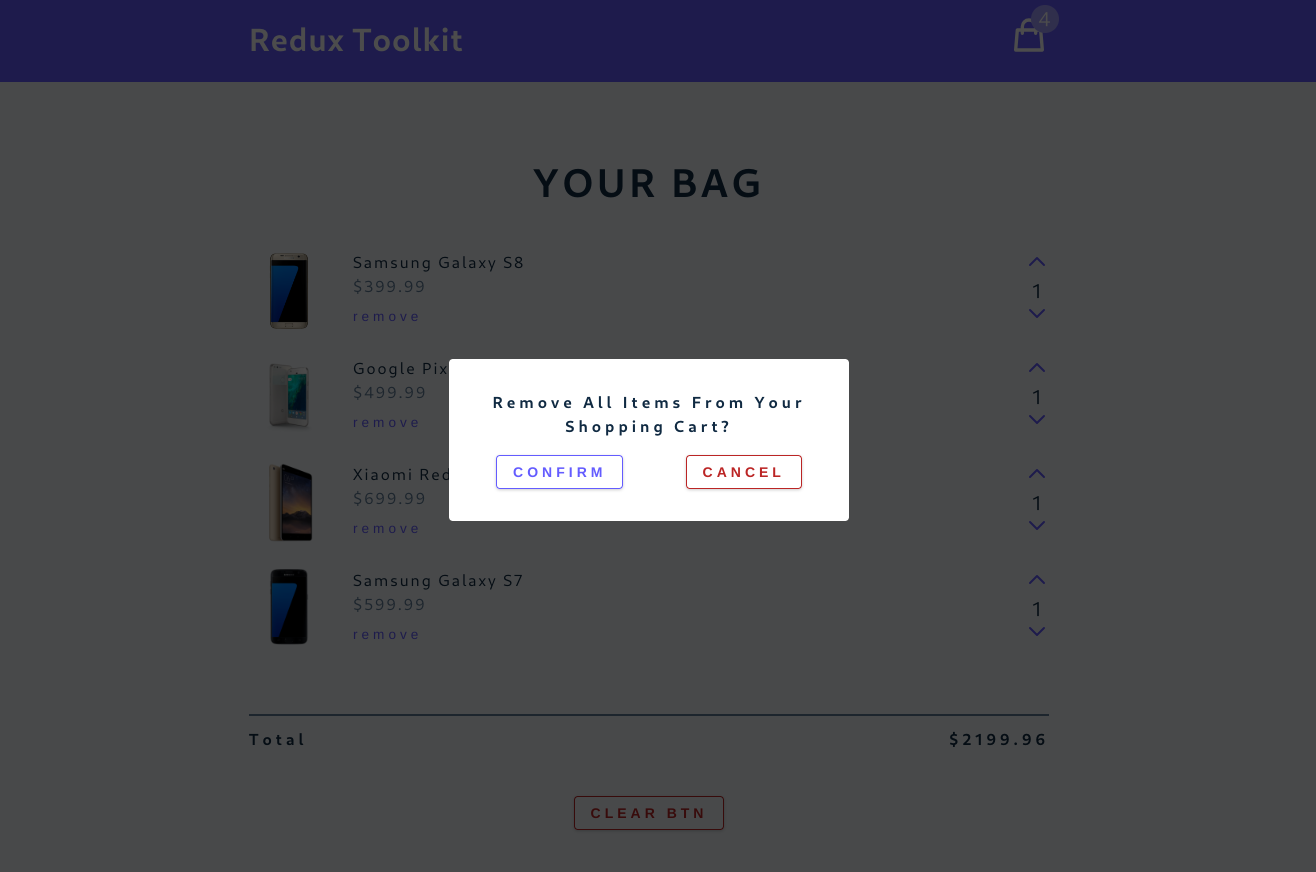 Redux Toolkit
4
YOUR BAG
Samsung Galaxy S8
$399.99
remove
1
Google
$499.99
remove
1
Remove All Items From Your
Shopping Cart?
CONFIRM
CANCEL
Xiaomi
$699.99
remove
1
Samsung Galaxy S7
$599.99
remove
1
Total
$2199.96
CLEAR BTN